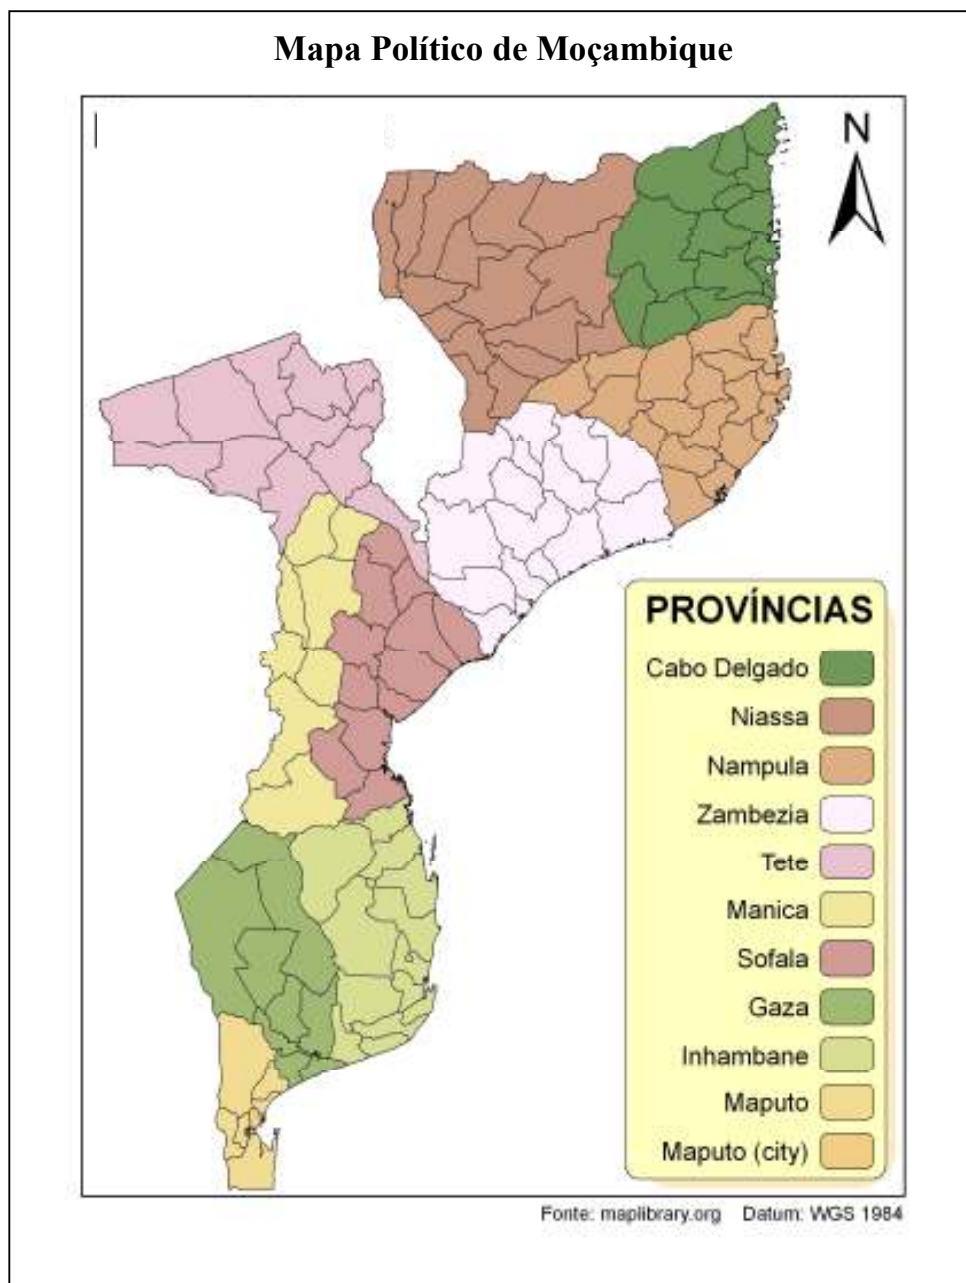 Mapa Político de Moçambique
N
PROVÍNCIAS
Cabo Delgado
Niassa
Nampula
Zambezia
Tete
Manica
Sofala
Gaza
Inhambane
Maputo
Maputo (city)
Fonte: maplibrary.org Datum: WGS 1984